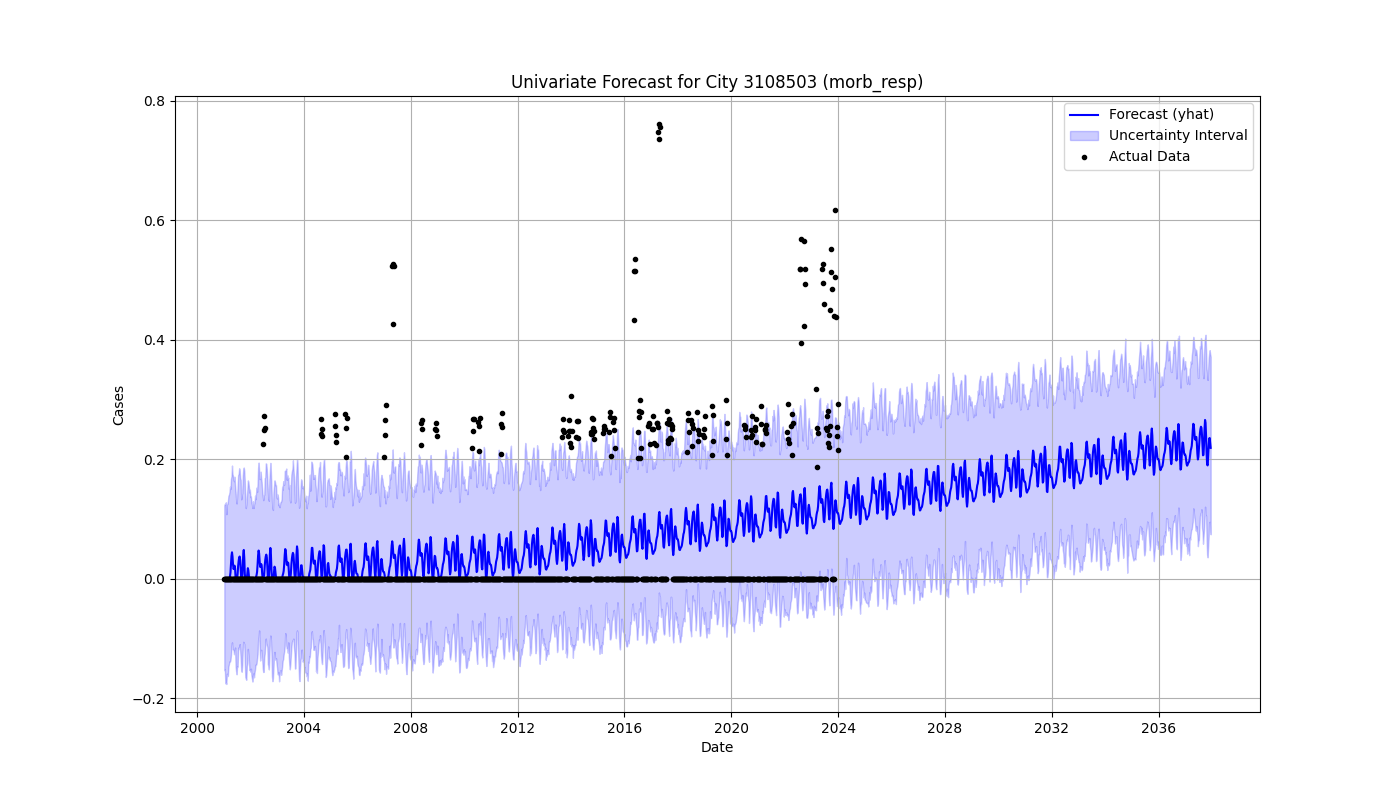 Univariate Forecast for City 3108503 (morb_resp)
Forecast (yhat)
Uncertainty Interval
Actual Data
Cases
0.8
0.6
0.4
0.2
0.0
−0.2
2000 2004 2008 2012 2016 2020 2024 2028 2032 2036
Date